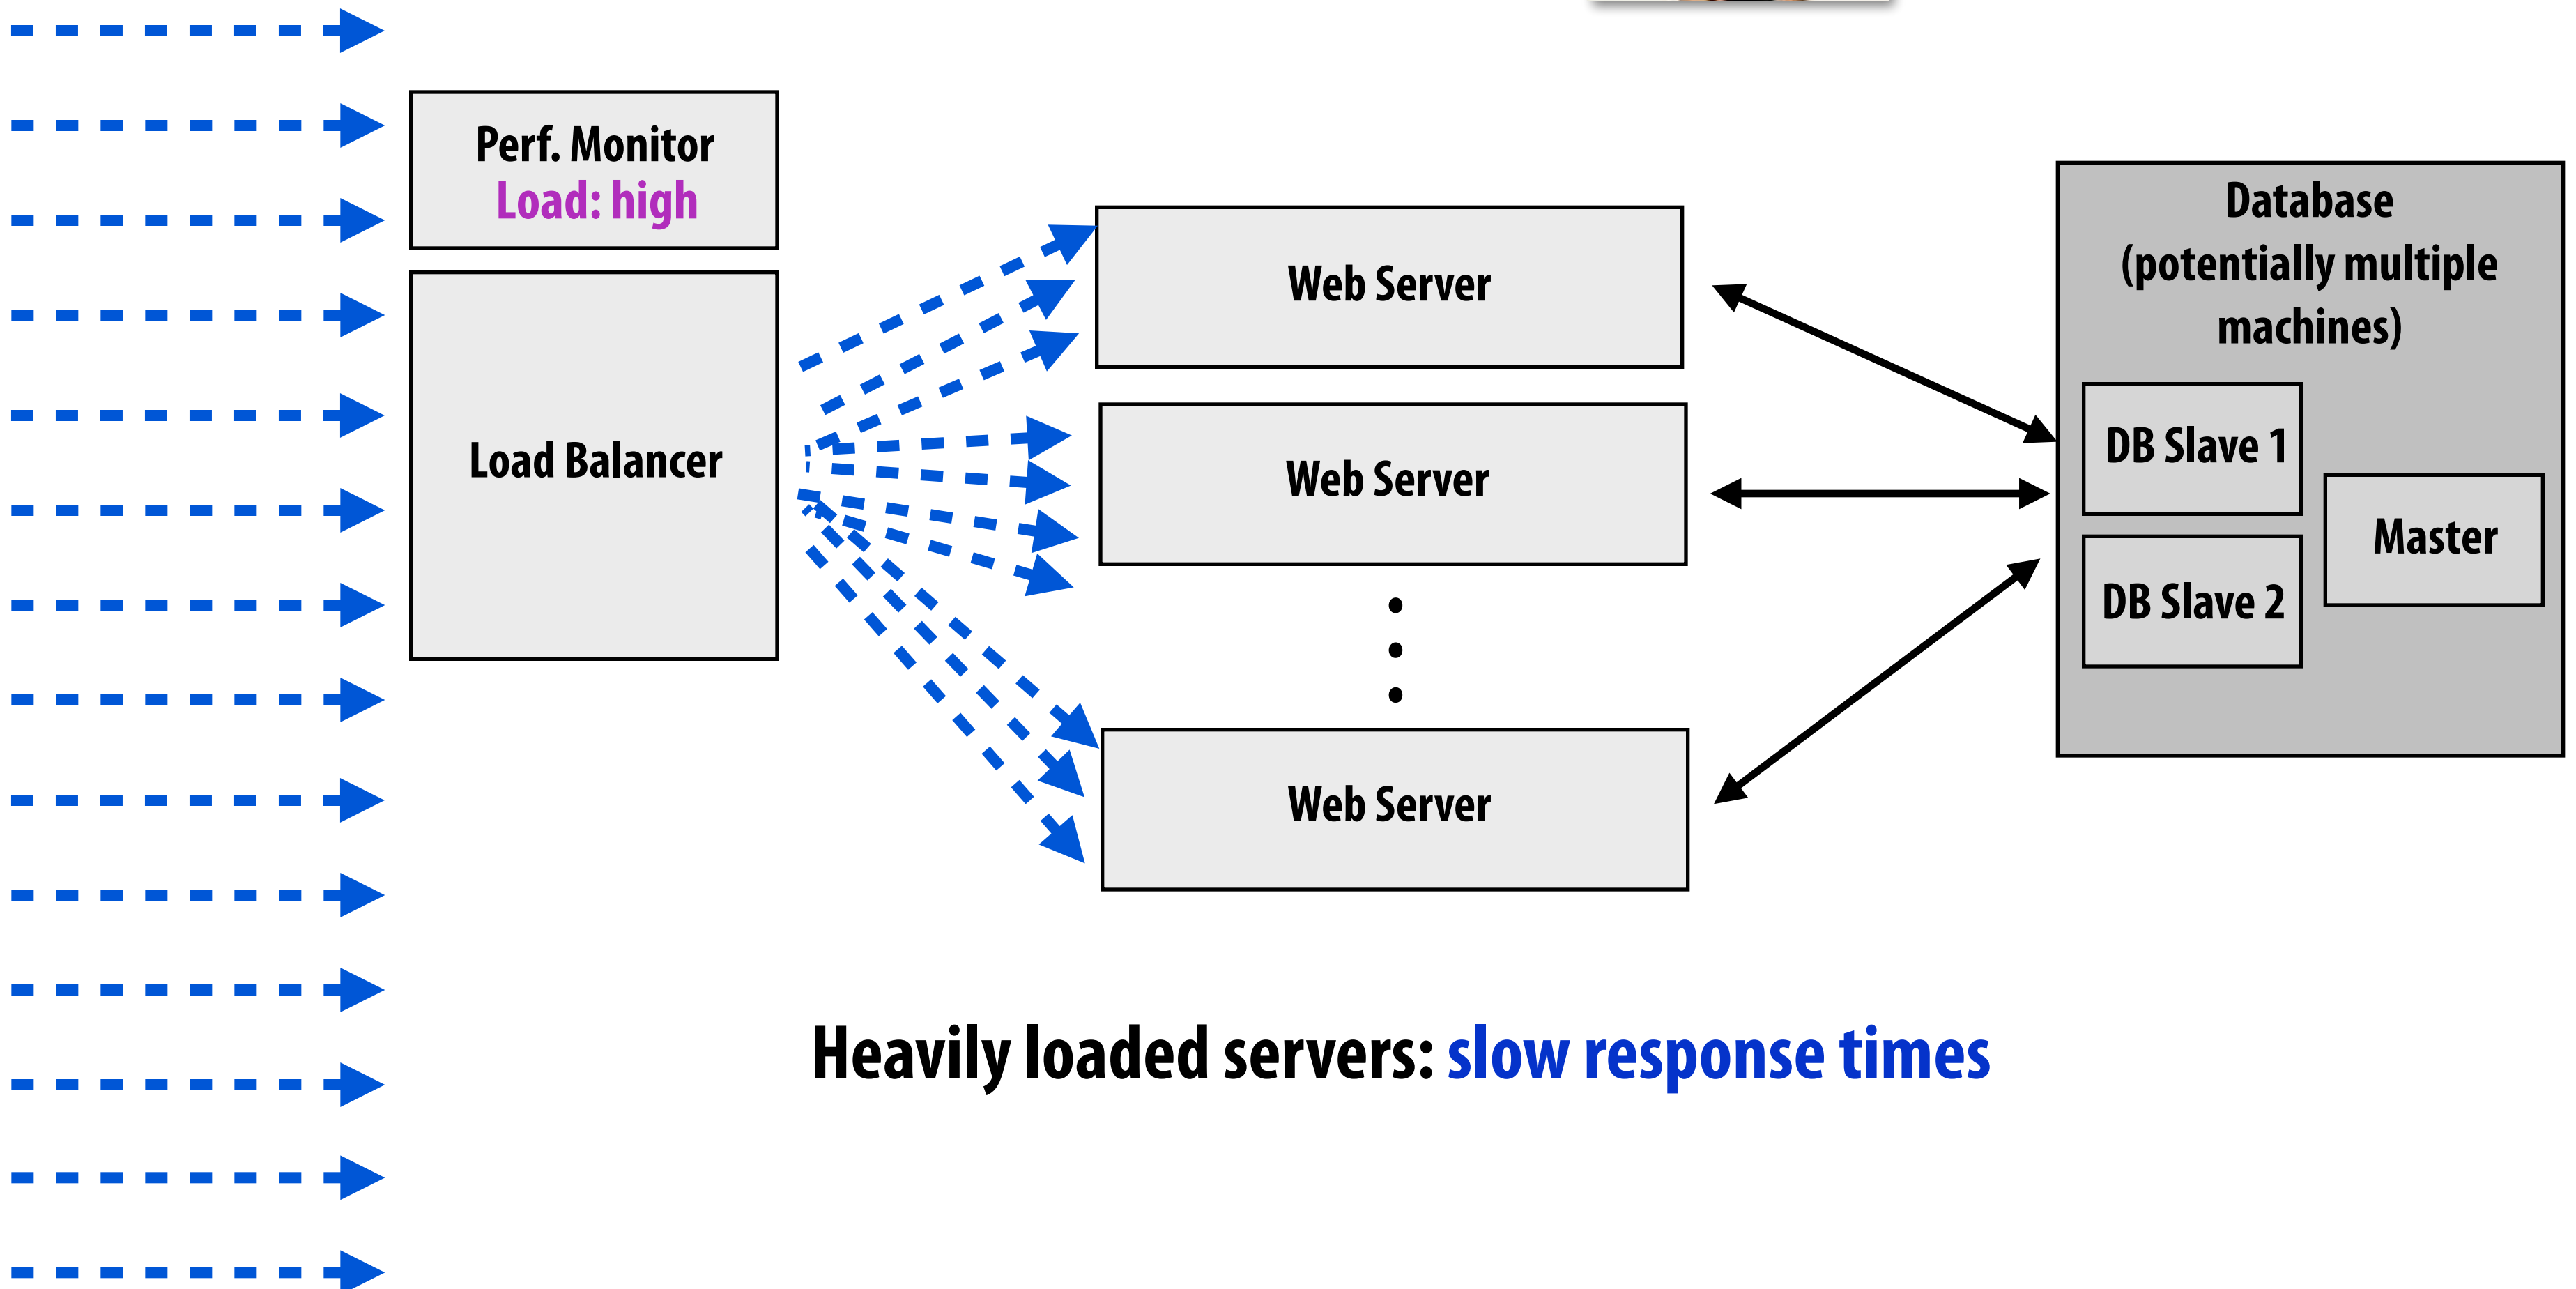 Perf. Monitor
Load: high
Load Balancer
Web Server
Web Server
Web Server
Database
(potentially multiple
machines)
DB Slave 1
DB Slave 2
Master
Heavily loaded servers: slow response times